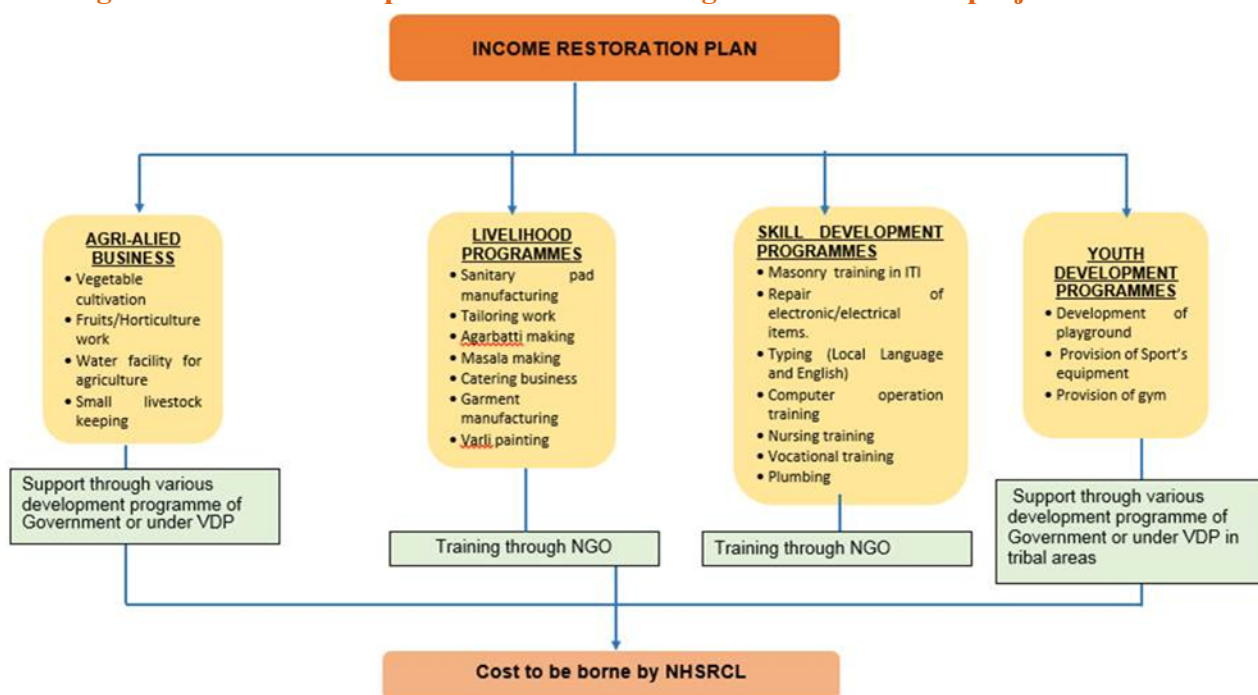 INCOME RESTORATION PLAN
AGRI-ALIED
BUSINESS
• Vegetable
cultivation
• Fruits/Horticulture
work
• Water facility for
agriculture
• Small livestock
keeping
LIVELIHOOD
PROGRAMMES
• Sanitary pad
manufacturing
• Tailoring work
• Agarbatti making
• Masala making
• Catering business
• Garment
manufacturing
• Varli painting
SKILL DEVELOPMENT
PROGRAMMES
• Masonry training in ITI
• Repair of
electronic/electrical
items.
• Typing (Local Language
and English)
• Computer operation
training
• Nursing training
• Vocational training
• Plumbing
YOUTH
DEVELOPMENT
PROGRAMMES
• Development of
playground
• Provision of Sport's
equipment
• Provision of gym
Support through various
development programme of
Government or under VDP
Training through NGO
Training through NGO
Support through various
development programme of
Government or under VDP in
tribal areas
Cost to be borne by NHSRCL